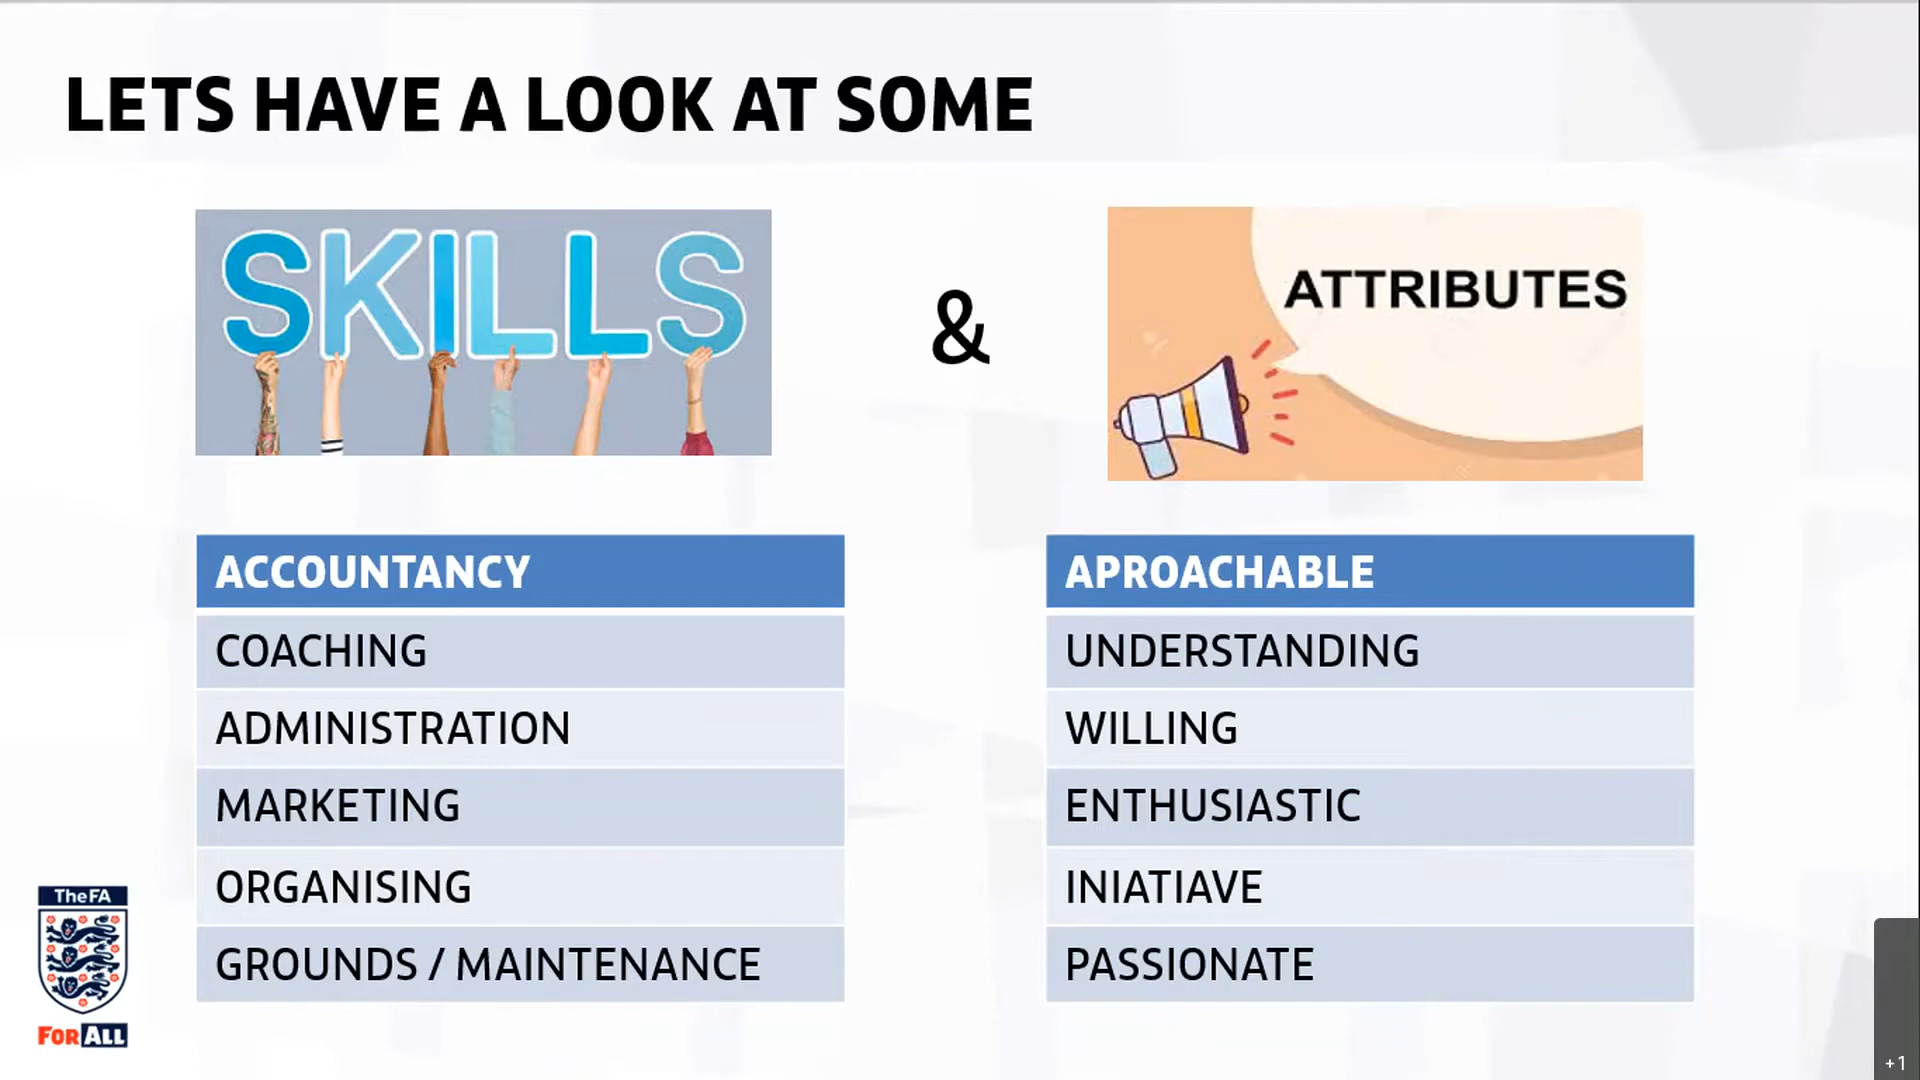 LETS HAVE A LOOK AT SOME
SKILLS
&
ATTRIBUTES
ACCOUNTANCY
COACHING
ADMINISTRATION
MARKETING
ORGANISING
GROUNDS / MAINTENANCE
APROACHABLE
UNDERSTANDING
WILLING
ENTHUSIASTIC
INIATIAVE
PASSIONATE
The FA
FOR ALL
+1